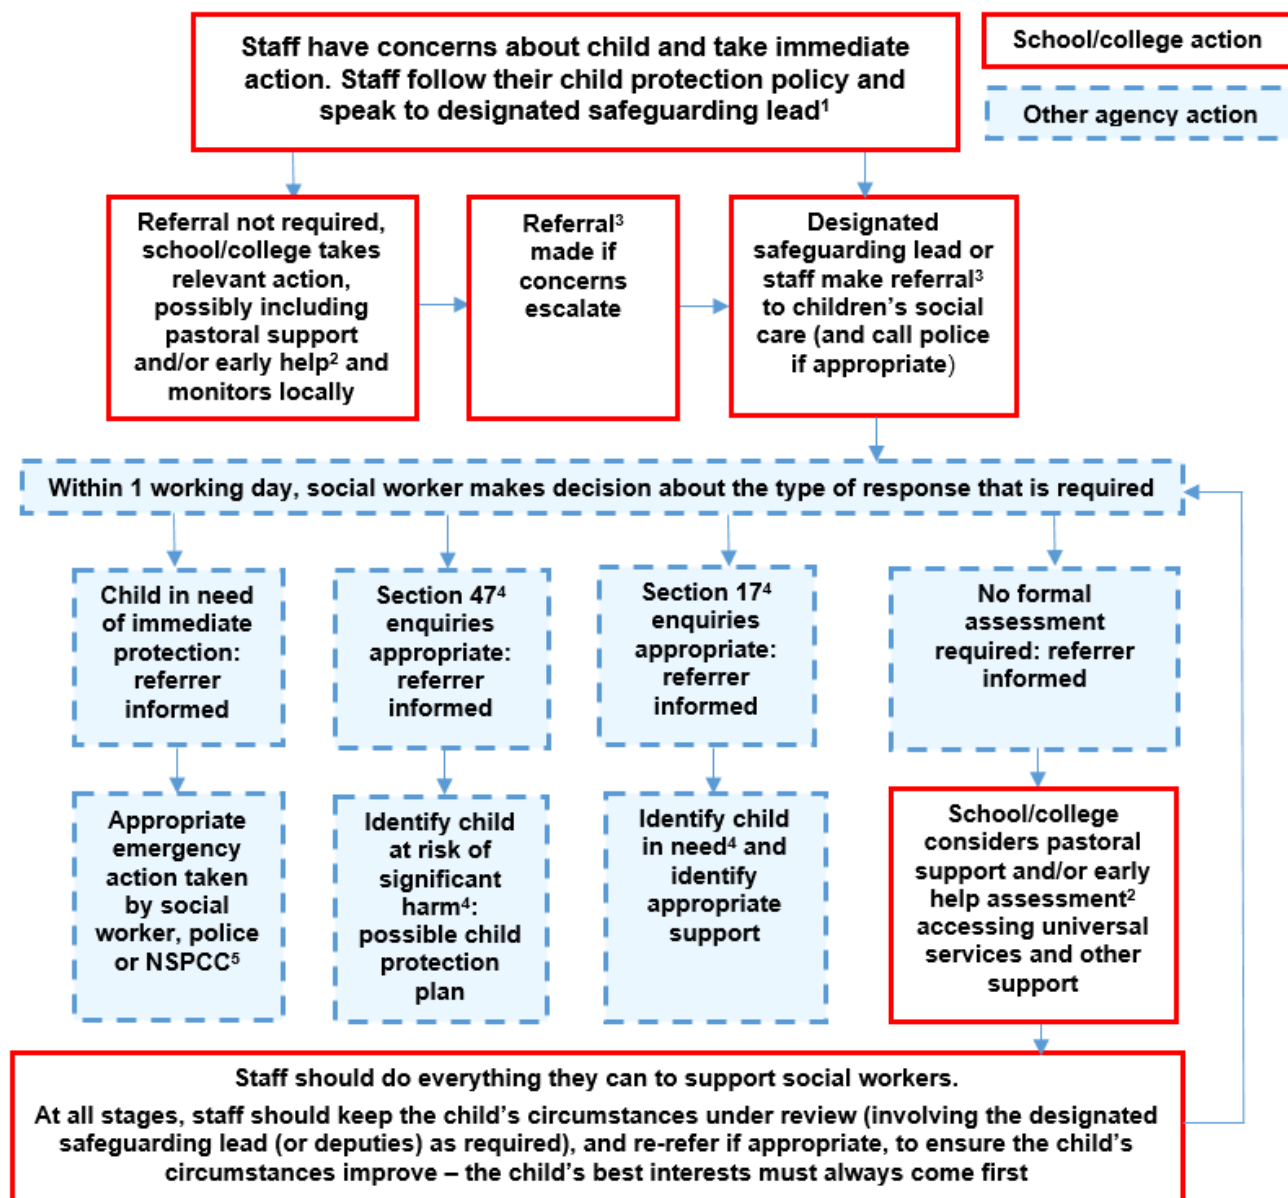 Staff have concerns about child and take immediate
action. Staff follow their child protection policy and
speak to designated safeguarding lead¹
School/college action
Other agency action
Referral not required,
school/college takes
relevant action,
possibly including
pastoral support
and/or early help² and
monitors locally
Referral³
made if
concerns
escalate
Designated
safeguarding lead or
staff make referral³
to children’s social
care (and call police
if appropriate)
Within 1 working day, social worker makes decision about the type of response that is required
Child in need
of immediate
protection:
referrer
informed
Section 47⁴
enquiries
appropriate:
referrer
informed
Section 17⁴
enquiries
appropriate:
referrer
informed
No formal
assessment
required: referrer
informed
Appropriate
emergency
action taken
by social
worker, police
or NSPCC⁵
Identify child
at risk of
significant
harm⁴:
possible child
protection
plan
Identify child
in need⁴ and
identify
appropriate
support
School/college
considers pastoral
support and/or early
help assessment²
accessing universal
services and other
support
Staff should do everything they can to support social workers.
At all stages, staff should keep the child’s circumstances under review (involving the designated
safeguarding lead (or deputies) as required), and re-refer if appropriate, to ensure the child’s
circumstances improve – the child’s best interests must always come first